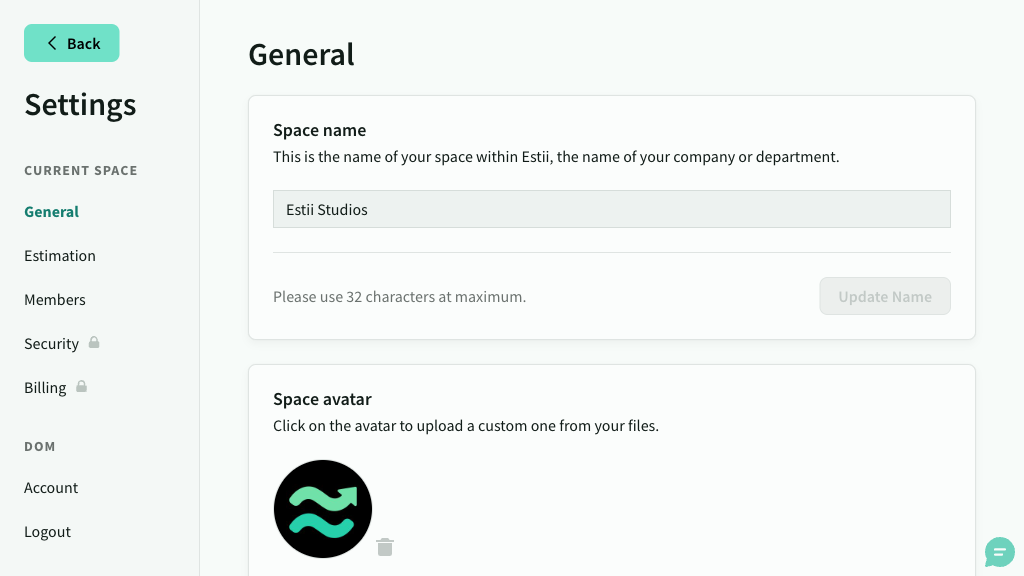 Back
Settings
CURRENT SPACE
General
Estimation
Members
Security
Billing
DOM
Account
Logout
General
Space name
This is the name of your space within Estii, the name of your company or department.
Estii Studios
Please use 32 characters at maximum.
Update Name
Space avatar
Click on the avatar to upload a custom one from your files.